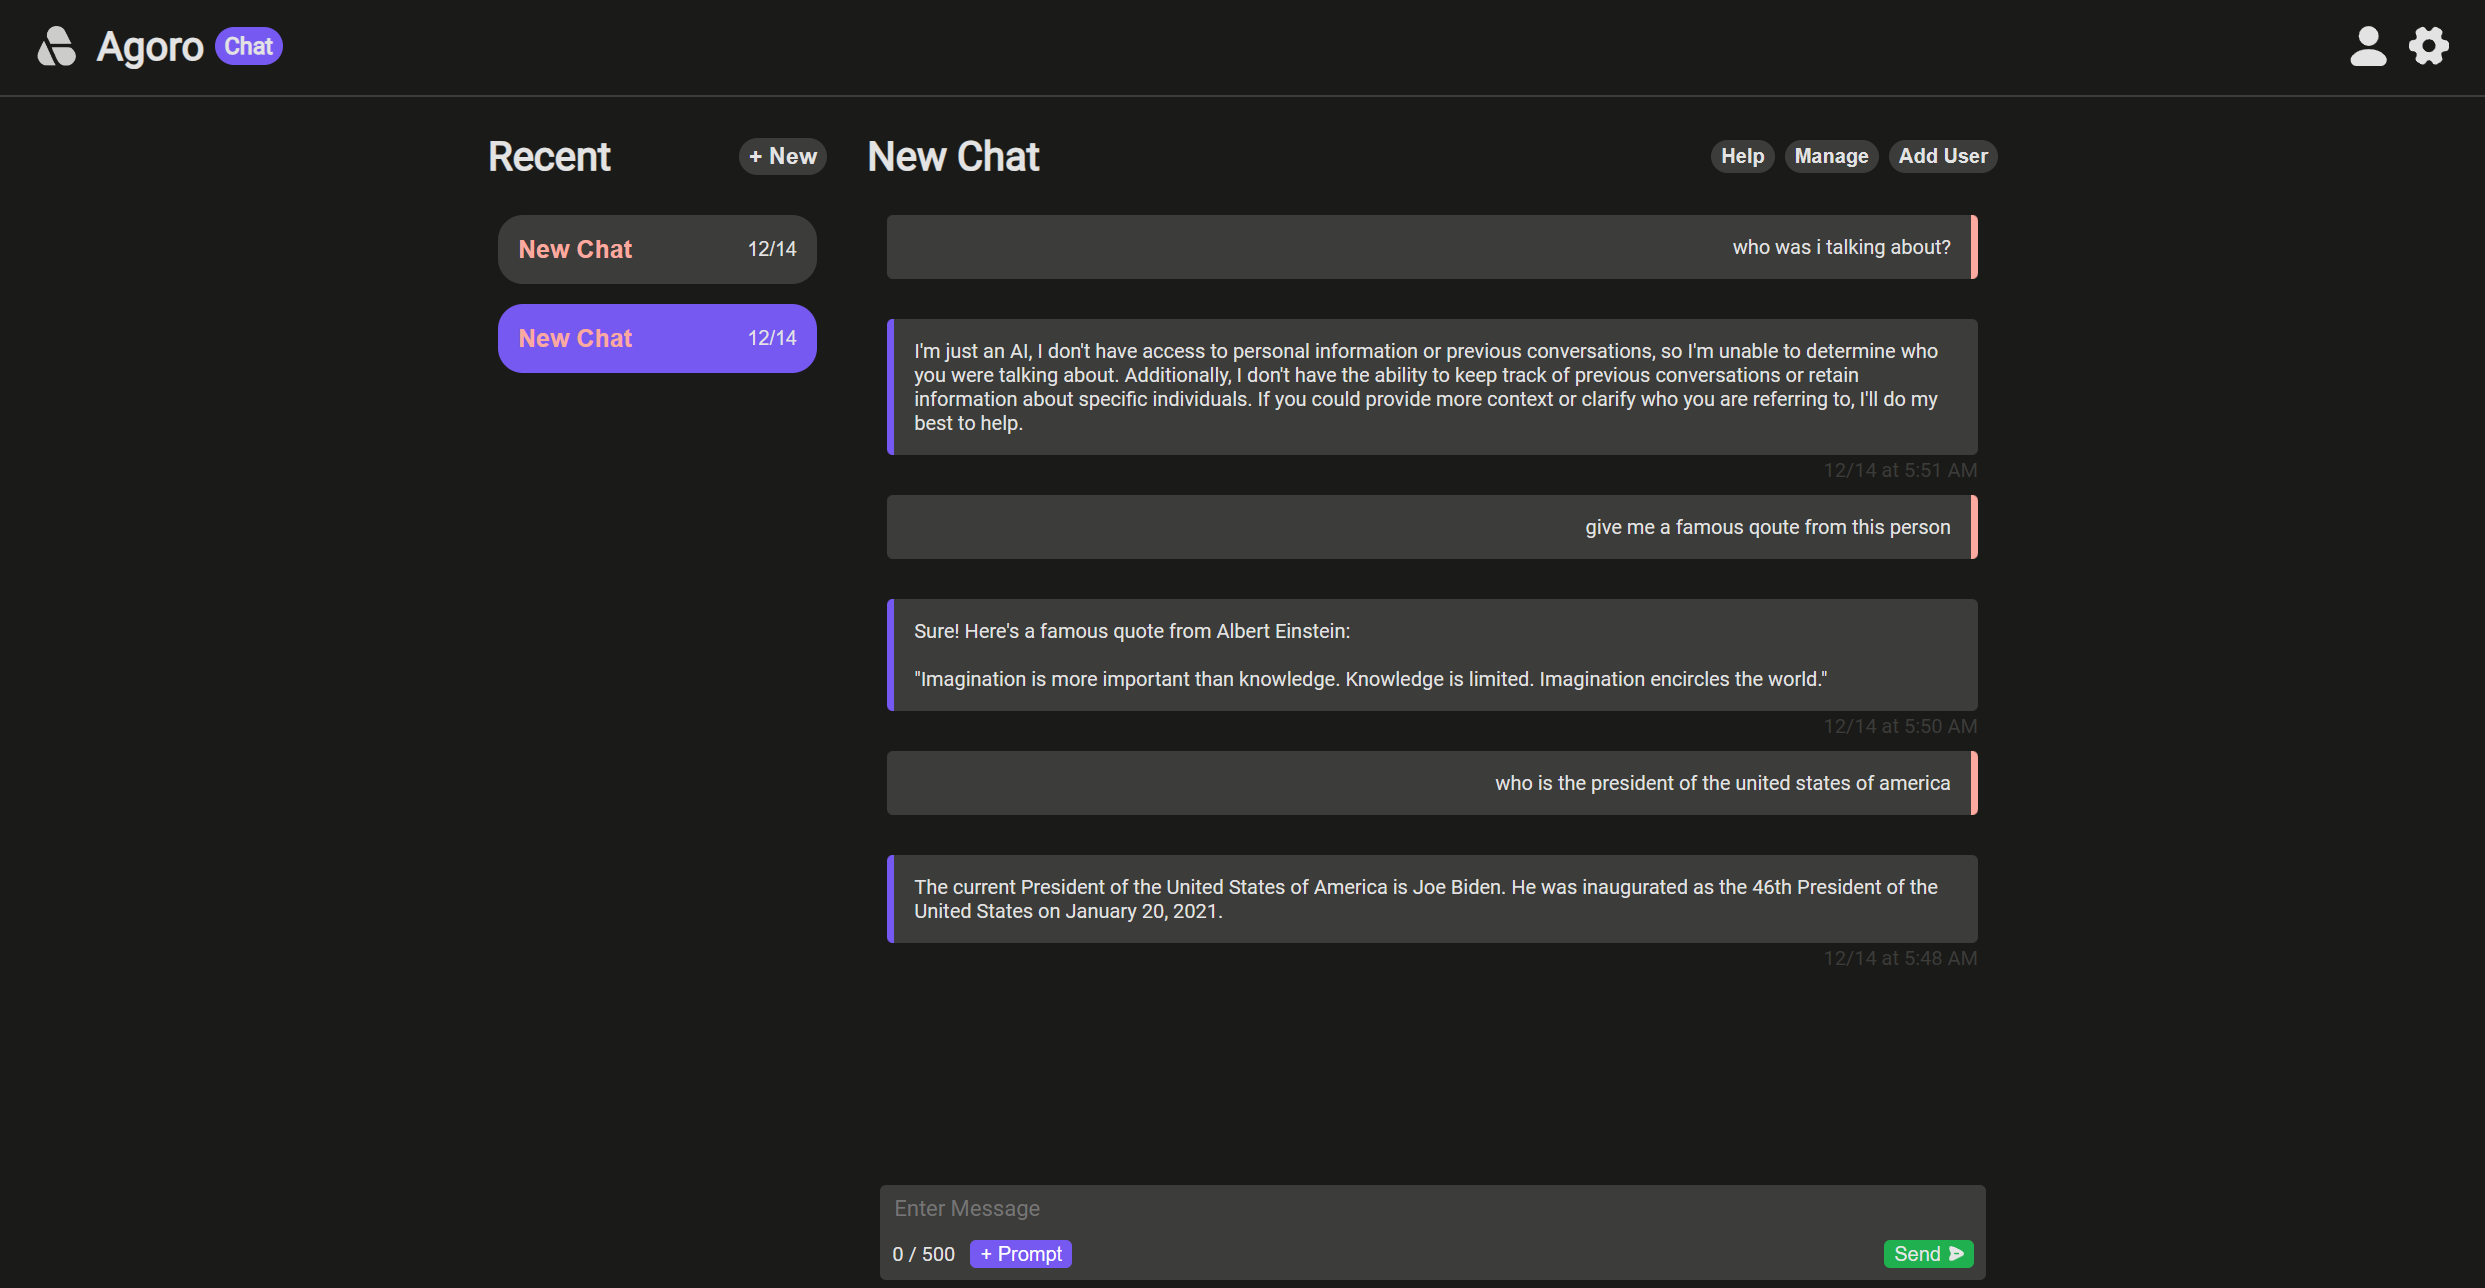 Agoro Chat
Recent
+ New
New Chat 12/14
New Chat 12/14
New Chat
Help Manage Add User
who was i talking about?
I'm just an AI, I don't have access to personal information or previous conversations, so I'm unable to determine who
you were talking about. Additionally, I don't have the ability to keep track of previous conversations or retain
information about specific individuals. If you could provide more context or clarify who you are referring to, I'll do my
best to help.
12/14 at 5:51 AM
give me a famous qoute from this person
Sure! Here's a famous quote from Albert Einstein:
"Imagination is more important than knowledge. Knowledge is limited. Imagination encircles the world."
12/14 at 5:50 AM
who is the president of the united states of america
The current President of the United States of America is Joe Biden. He was inaugurated as the 46th President of the
United States on January 20, 2021.
12/14 at 5:48 AM
Enter Message
0 / 500 + Prompt Send